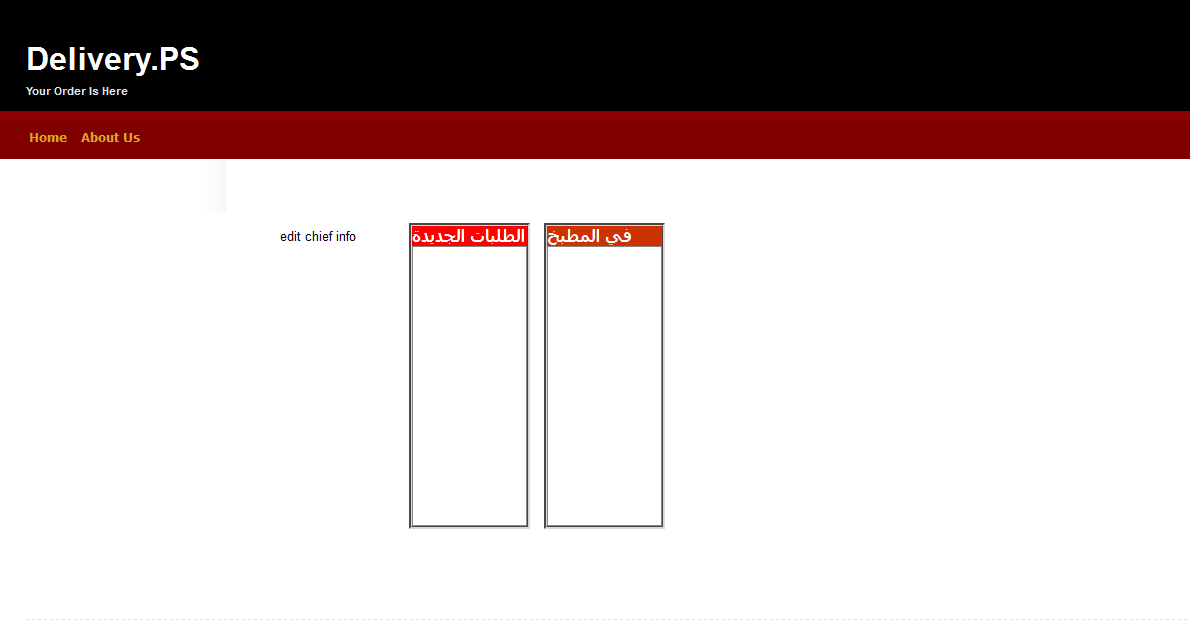 Delivery.PS
Your Order Is Here
Home About Us
edit chief info
الطلبات الجديدة
في المطبخ